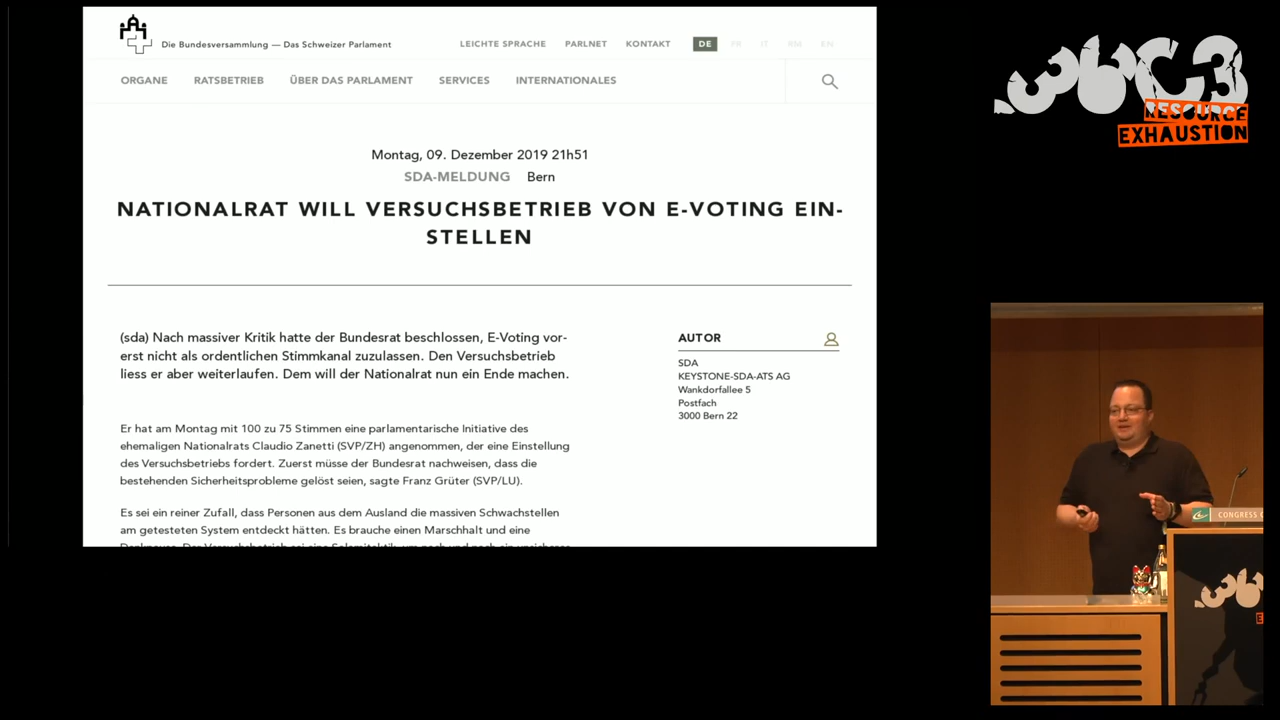 Die Bundesversammlung — Das Schweizer Parlament
LEICHTE SPRACHE PARLNET KONTAKT DE FR IT RM EN
ORGANE RATSBETRIEB ÜBER DAS PARLAMENT SERVICES INTERNATIONALES
Montag, 09. Dezember 2019 21h51
SDA-MELDUNG Bern
NATIONALRAT WILL VERSUCHSBETRIEB VON E-VOTING EIN-
STELLEN
(sda) Nach massiver Kritik hatte der Bundesrat beschlossen, E-Voting vor-
erst nicht als ordentlichen Stimmkanal zuzulassen. Den Versuchsbetrieb
liess er aber weiterlaufen. Dem will der Nationalrat nun ein Ende machen.
Er hat am Montag mit 100 zu 75 Stimmen eine parlamentarische Initiative des
ehemaligen Nationalrats Claudio Zanetti (SVP/ZH) angenommen, der eine Einstellung
des Versuchsbetriebs fordert. Zuerst müsse der Bundesrat nachweisen, dass die
bestehenden Sicherheitsprobleme gelöst seien, sagte Franz Grüter (SVP/LU).
Es sei ein reiner Zufall, dass Personen aus dem Ausland die massiven Schwachstellen
am getesteten System entdeckt hätten. Es brauche einen Marschhalt und eine
AUTOR
SDA
KEYSTONE-SDA-ATS AG
Wankdorfallee 5
Postfach
3000 Bern 22
36C3
RESOURCE
EXHAUSTION
CONGRESS
36